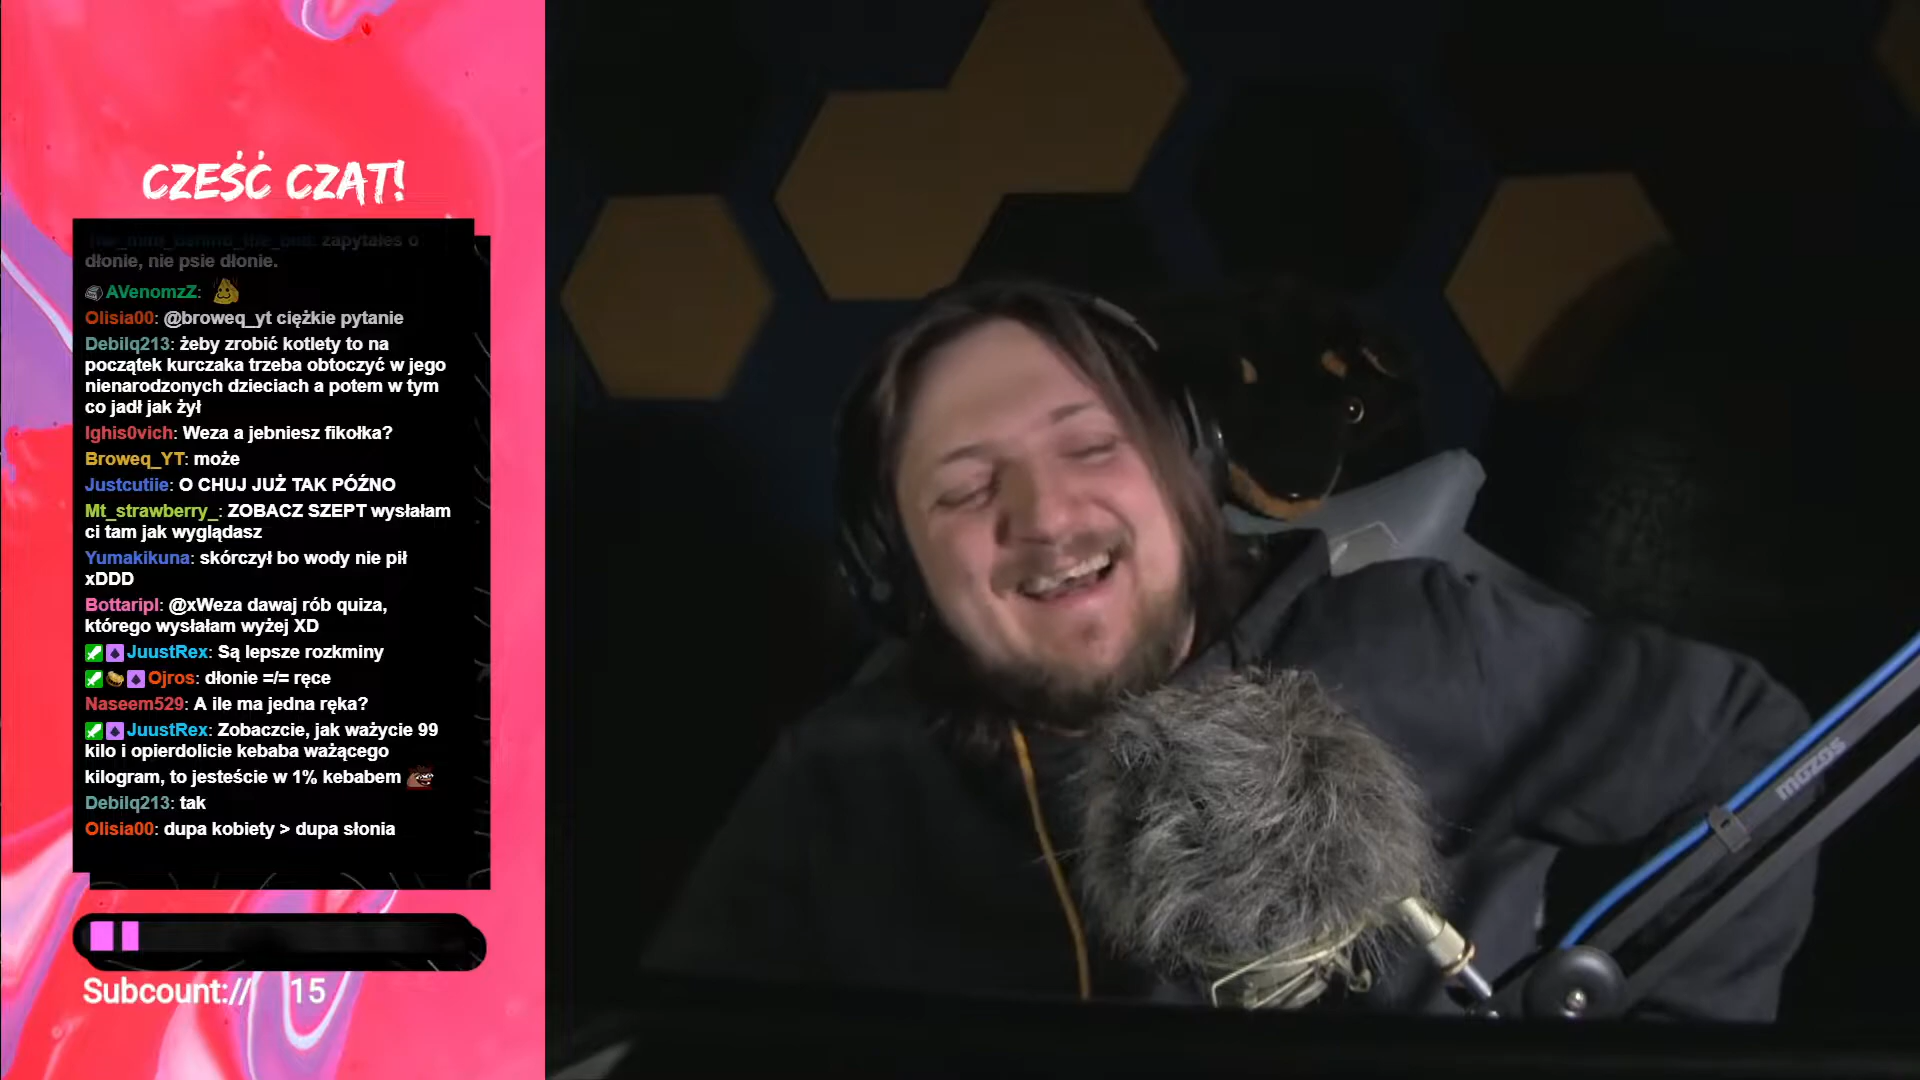 CZEŚĆ CZAT!
zapytałeś o
dłonie, nie psie dłonie.
AVenomzZ:
Olisia00: @broweq_yt ciężkie pytanie
Debilq213: żeby zrobić kotlety to na
początek kurczaka trzeba obtoczyć w jego
nienarodzonych dzieciach a potem w tym
co jadł jak żył
Ighis0vich: Weza a jebniesz fikołka?
Broweq_YT: może
Justcutiie: O CHUJ JUŻ TAK PÓŹNO
Mt_strawberry_: ZOBACZ SZEPT wysłałam
ci tam jak wyglądasz
Yumakikuna: skórczył bo wody nie pił
xDDD
Bottaripl: @xWeza dawaj rób quiza,
którego wysłałam wyżej XD
JuustRex: Są lepsze rozkminy
Ojros: dłonie =/= ręce
Naseem529: A ile ma jedna ręka?
JuustRex: Zobaczcie, jak ważycie 99
kilo i opierdolicie kebaba ważącego
kilogram, to jesteście w 1% kebabem
Debilq213: tak
Olisia00: dupa kobiety > dupa słonia
Subcount:// 15
mozos